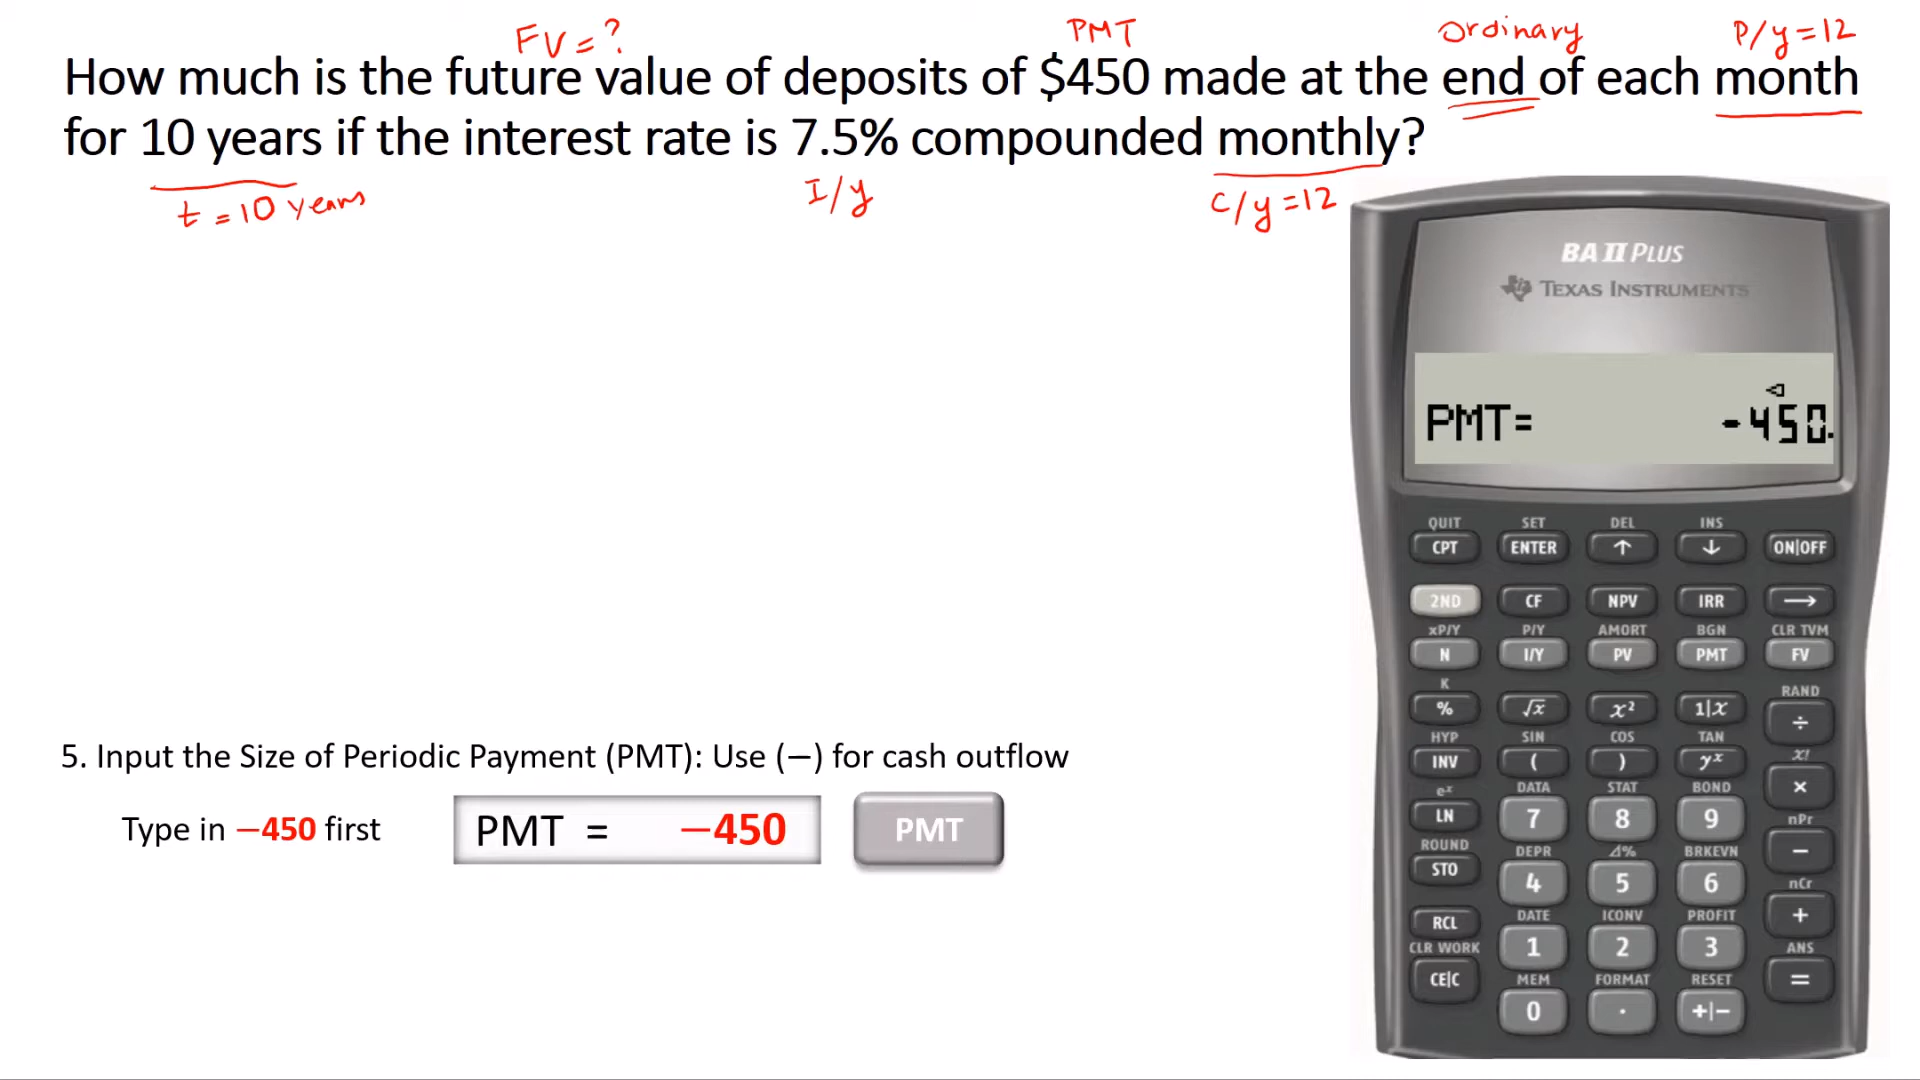 FV = ?
PMT
Ordinary
P/y = 12
How much is the future value of deposits of $450 made at the end of each month
for 10 years if the interest rate is 7.5% compounded monthly?
t = 10 years
I/y
C/y = 12
BA II PLUS
TEXAS INSTRUMENTS
PMT= -450.
QUIT SET DEL INS
CPT ENTER ↑ ↓ ON|OFF
2ND CF NPV IRR →
xP/Y P/Y AMORT BGN CLR TVM
N I/Y PV PMT FV
K RAND
% √x x² 1|x ÷
HYP SIN COS TAN x!
INV ( ) yˣ ×
eˣ DATA STAT BOND nPr
LN 7 8 9 −
ROUND DEPR Δ% BRKEVN nCr
STO 4 5 6 +
DATE ICONV PROFIT ANS
RCL 1 2 3 =
CLR WORK MEM FORMAT RESET
CE|C 0 . +|−
5. Input the Size of Periodic Payment (PMT): Use (−) for cash outflow
Type in −450 first PMT = −450 PMT